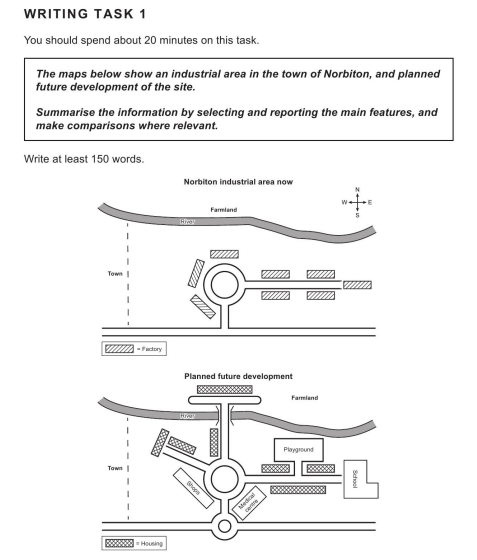 WRITING TASK 1
You should spend about 20 minutes on this task.
The maps below show an industrial area in the town of Norbiton, and planned
future development of the site.
Summarise the information by selecting and reporting the main features, and
make comparisons where relevant.
Write at least 150 words.
Norbiton industrial area now
N
W E
S
Farmland
River
Town
= Factory
Planned future development
Farmland
River
Playground
Town
School
Shops
Medical
centre
= Housing